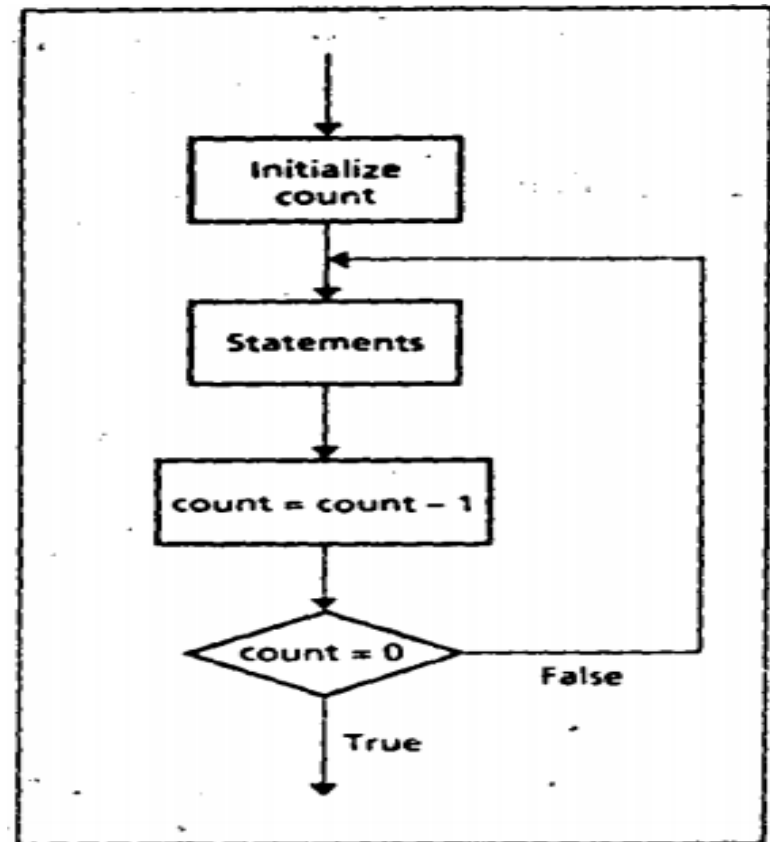 Initialize
count
Statements
count = count – 1
count = 0
False
True